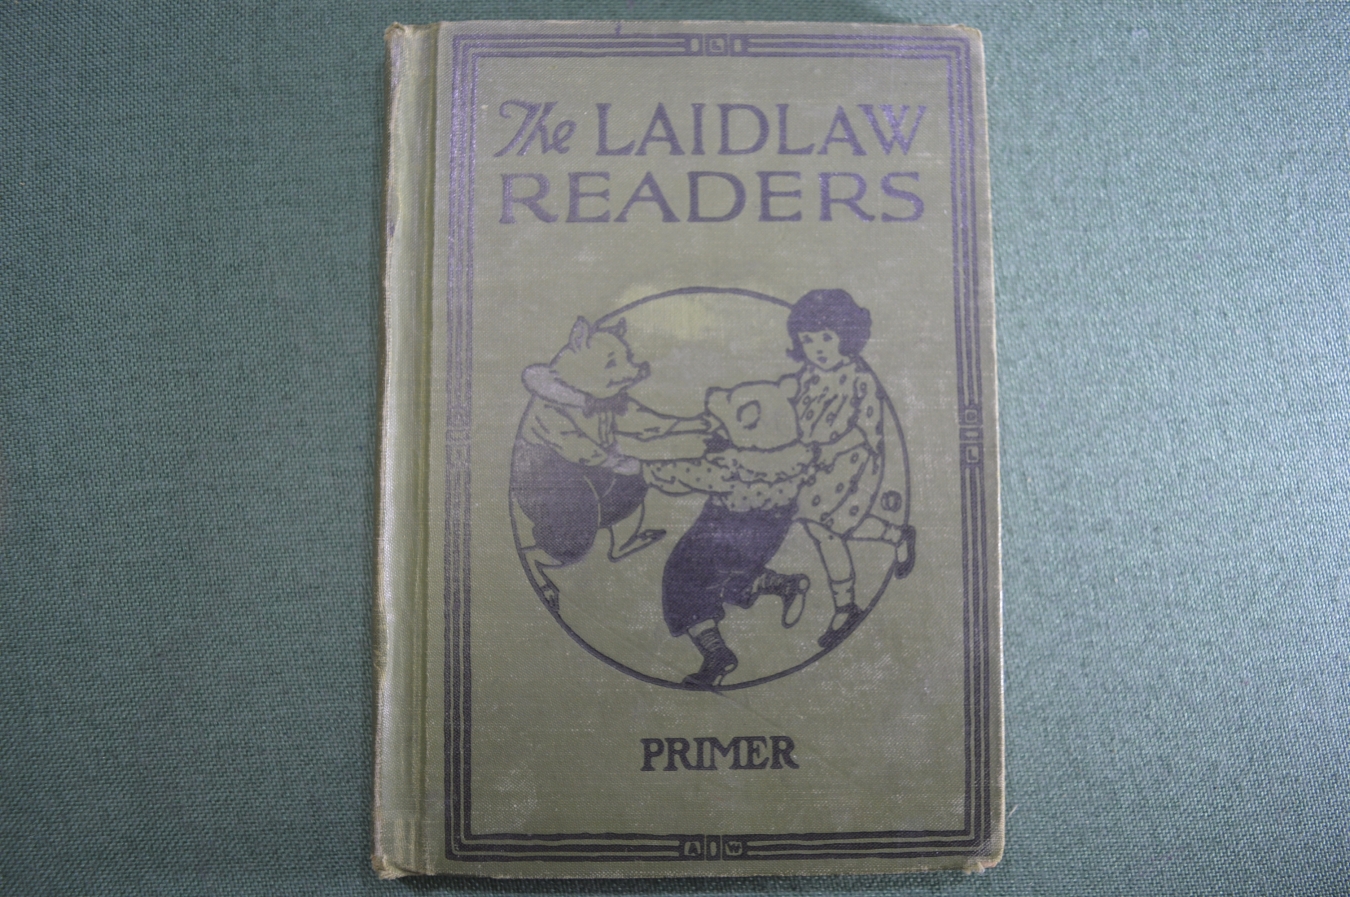 The LAIDLAW
READERS
PRIMER
A W